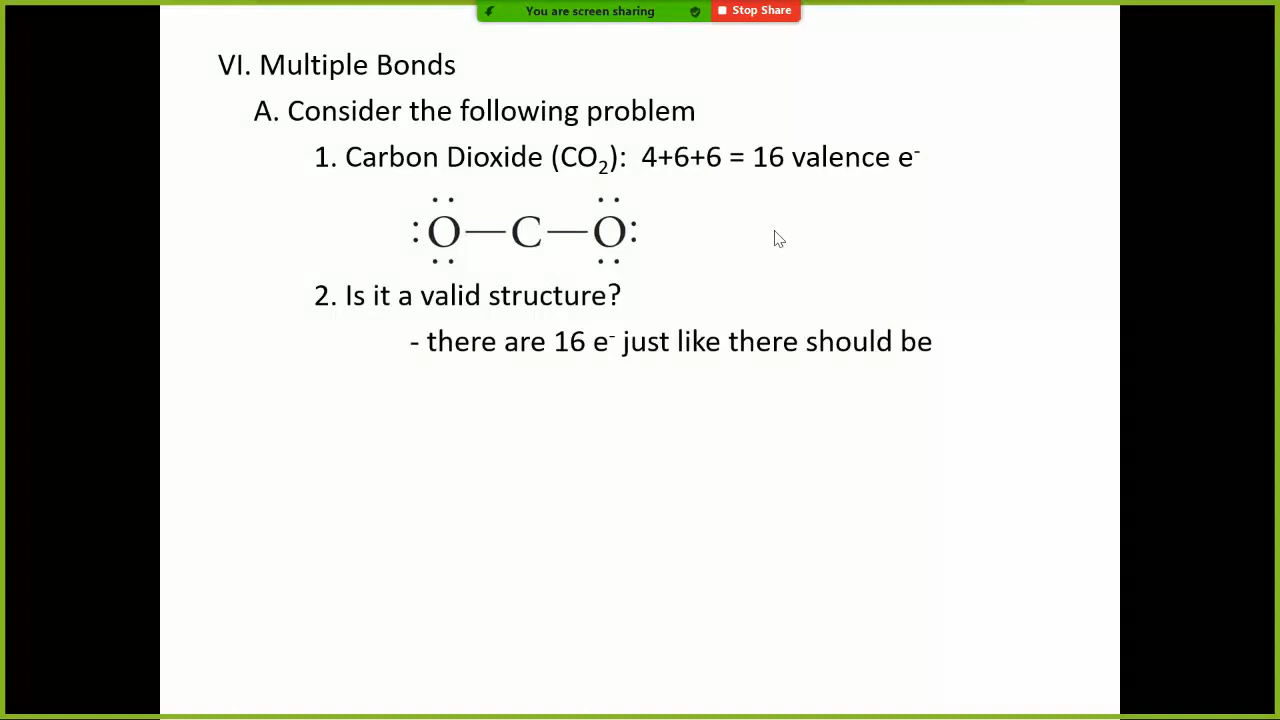 You are screen sharing Stop Share
VI. Multiple Bonds
A. Consider the following problem
1. Carbon Dioxide (CO₂): 4+6+6 = 16 valence e⁻
:O—C—O:
2. Is it a valid structure?
- there are 16 e⁻ just like there should be